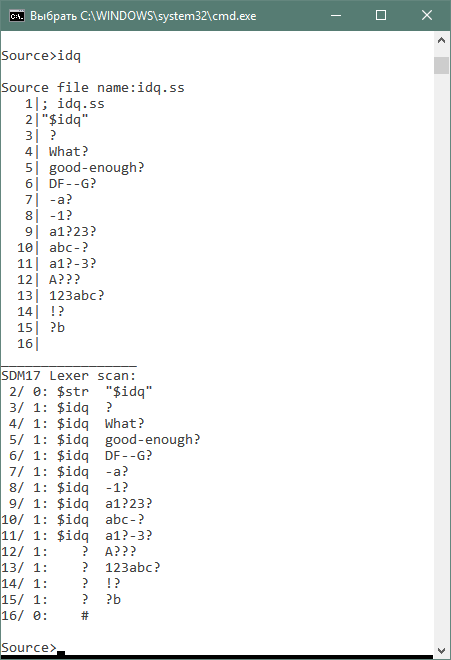 Выбрать C:\WINDOWS\system32\cmd.exe
Source>idq
Source file name:idq.ss
1|; idq.ss
2|"$idq"
3| ?
4| What?
5| good-enough?
6| DF--G?
7| -a?
8| -1?
9| a1?23?
10| abc-?
11| a1?-3?
12| A???
13| 123abc?
14| !?
15| ?b
16|
_________________
SDM17 Lexer scan:
2/ 0: $str  "$idq"
3/ 1: $idq  ?
4/ 1: $idq  What?
5/ 1: $idq  good-enough?
6/ 1: $idq  DF--G?
7/ 1: $idq  -a?
8/ 1: $idq  -1?
9/ 1: $idq  a1?23?
10/ 1: $idq  abc-?
11/ 1: $idq  a1?-3?
12/ 1:    ?  A???
13/ 1:    ?  123abc?
14/ 1:    ?  !?
15/ 1:    ?  ?b
16/ 0:    #
Source>